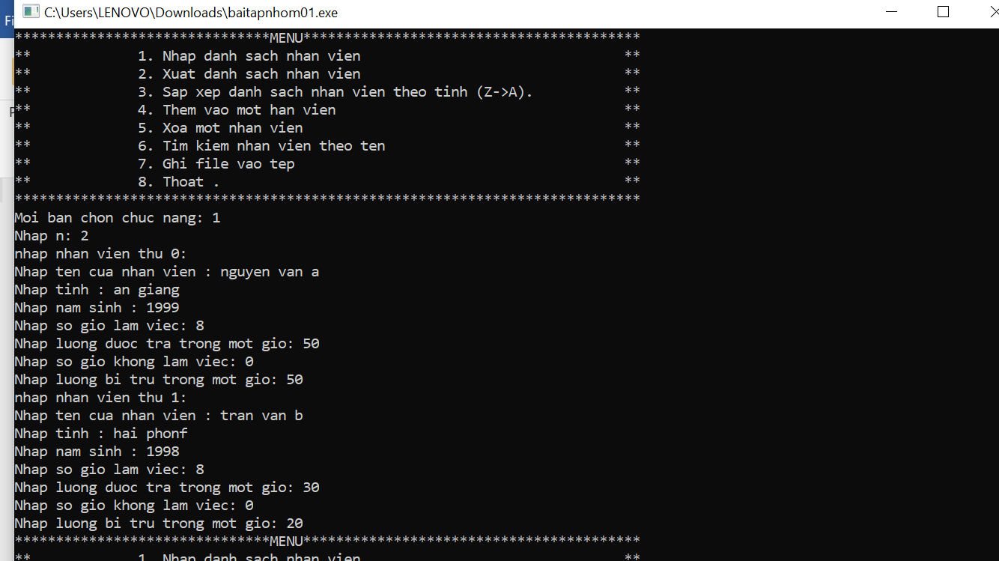 C:\Users\LENOVO\Downloads\baitapnhom01.exe
Fi
*******************************MENU*****************************************
** 1. Nhap danh sach nhan vien **
** 2. Xuat danh sach nhan vien **
** 3. Sap xep danh sach nhan vien theo tinh (Z->A). **
** 4. Them vao mot han vien **
** 5. Xoa mot nhan vien **
** 6. Tim kiem nhan vien theo ten **
** 7. Ghi file vao tep **
** 8. Thoat . **
****************************************************************************
Moi ban chon chuc nang: 1
Nhap n: 2
nhap nhan vien thu 0:
Nhap ten cua nhan vien : nguyen van a
Nhap tinh : an giang
Nhap nam sinh : 1999
Nhap so gio lam viec: 8
Nhap luong duoc tra trong mot gio: 50
Nhap so gio khong lam viec: 0
Nhap luong bi tru trong mot gio: 50
nhap nhan vien thu 1:
Nhap ten cua nhan vien : tran van b
Nhap tinh : hai phonf
Nhap nam sinh : 1998
Nhap so gio lam viec: 8
Nhap luong duoc tra trong mot gio: 30
Nhap so gio khong lam viec: 0
Nhap luong bi tru trong mot gio: 20
*******************************MENU*****************************************
** 1. Nhap danh sach nhan vien **